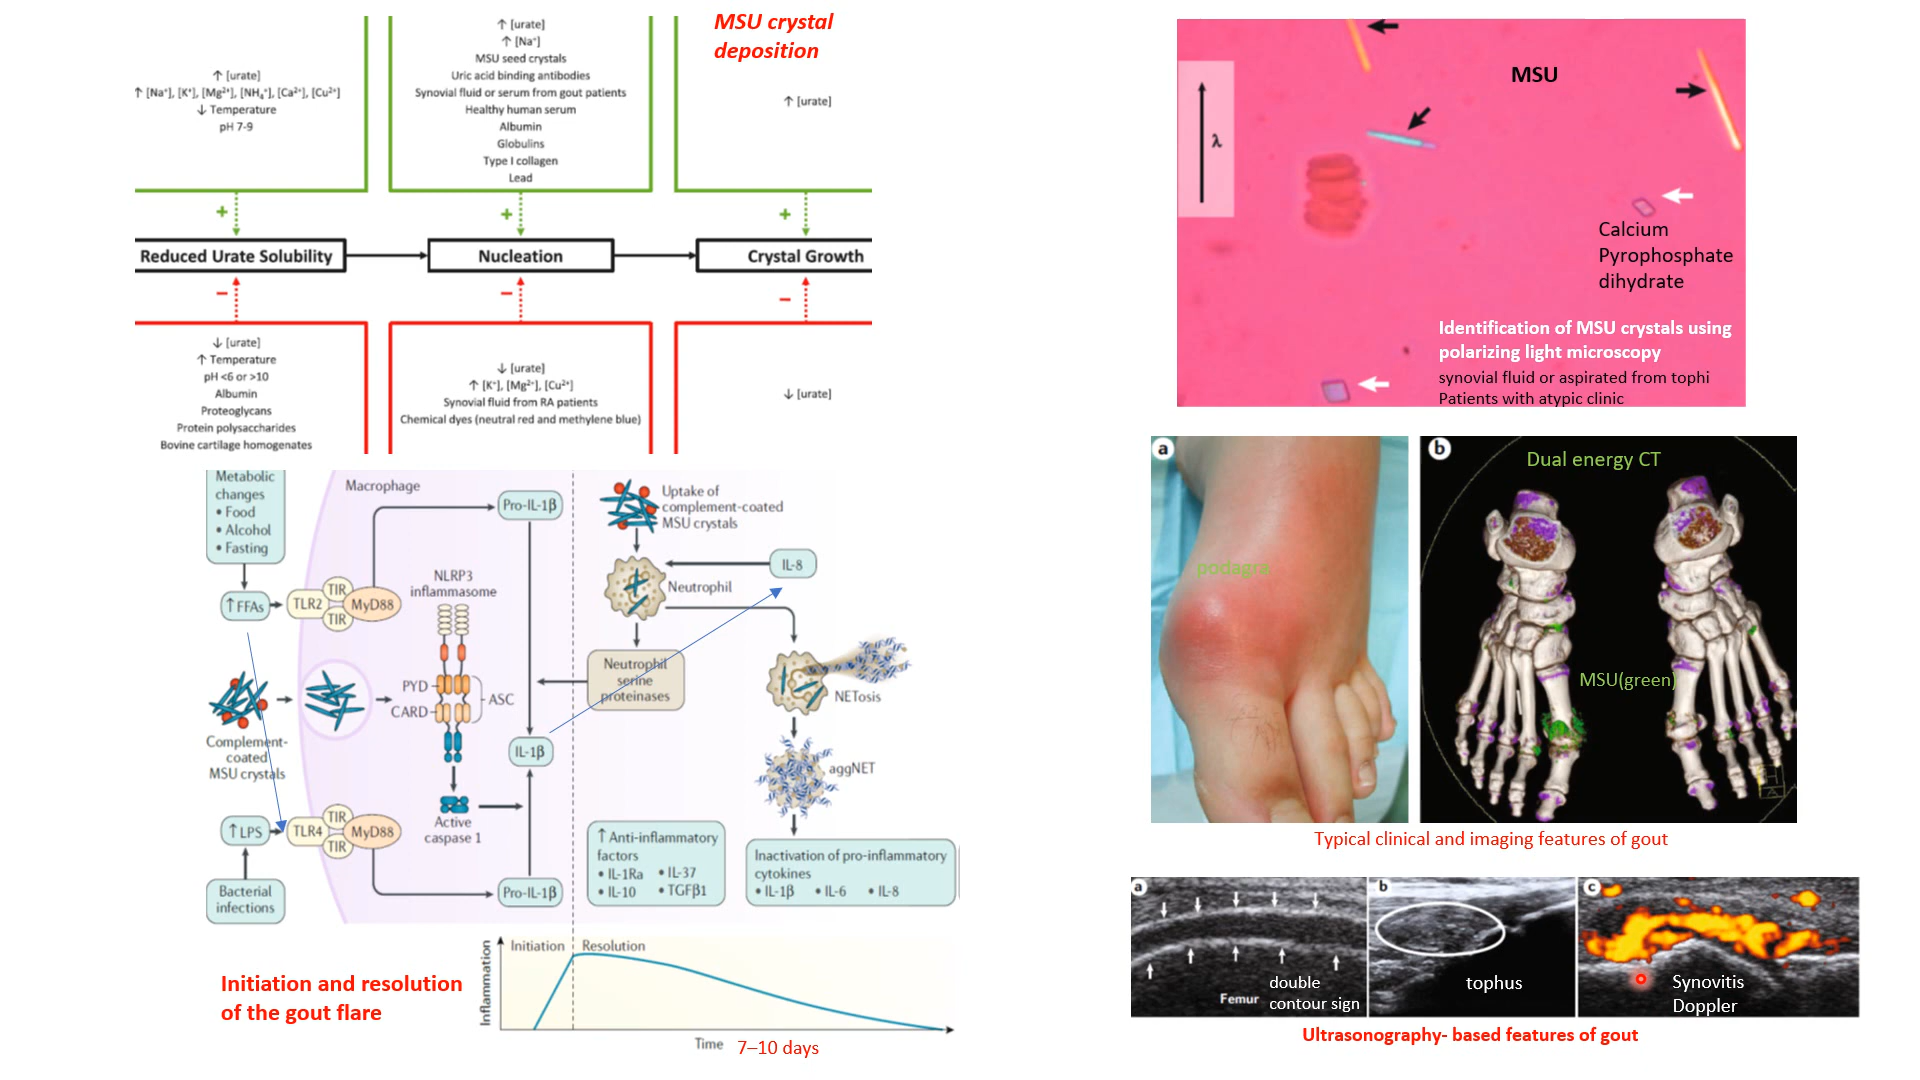 MSU crystal
deposition
↑ [urate]
↑ [Na⁺], [K⁺], [Mg²⁺], [NH₄⁺], [Ca²⁺], [Cu²⁺]
↓ Temperature
pH 7-9
↑ [urate]
↑ [Na⁺]
MSU seed crystals
Uric acid binding antibodies
Synovial fluid or serum from gout patients
Healthy human serum
Albumin
Globulins
Type I collagen
Lead
↑ [urate]
+
+
+
Reduced Urate Solubility
Nucleation
Crystal Growth
−
−
−
↓ [urate]
↑ Temperature
pH <6 or >10
Albumin
Proteoglycans
Protein polysaccharides
Bovine cartilage homogenates
↓ [urate]
↑ [K⁺], [Mg²⁺], [Cu²⁺]
Synovial fluid from RA patients
Chemical dyes (neutral red and methylene blue)
↓ [urate]
Metabolic
changes
• Food
• Alcohol
• Fasting
↑FFAs
TLR2
TIR
TIR
MyD88
Macrophage
Pro-IL-1β
NLRP3
inflammasome
PYD
CARD
ASC
Complement-
coated
MSU crystals
IL-1β
Active
caspase 1
↑LPS
TLR4
TIR
TIR
MyD88
Pro-IL-1β
Bacterial
infections
Uptake of
complement-coated
MSU crystals
IL-8
Neutrophil
Neutrophil
serine
proteinases
NETosis
aggNET
↑ Anti-inflammatory
factors
• IL-1Ra • IL-37
• IL-10 • TGFβ1
Inactivation of pro-inflammatory
cytokines
• IL-1β • IL-6 • IL-8
Initiation and resolution
of the gout flare
Inflammation
Initiation
Resolution
Time
7–10 days
λ
MSU
Calcium
Pyrophosphate
dihydrate
Identification of MSU crystals using
polarizing light microscopy
synovial fluid or aspirated from tophi
Patients with atypic clinic
a
podagra
b
Dual energy CT
MSU(green)
H
A
Typical clinical and imaging features of gout
a
Femur
double
contour sign
b
tophus
c
Synovitis
Doppler
Ultrasonography- based features of gout